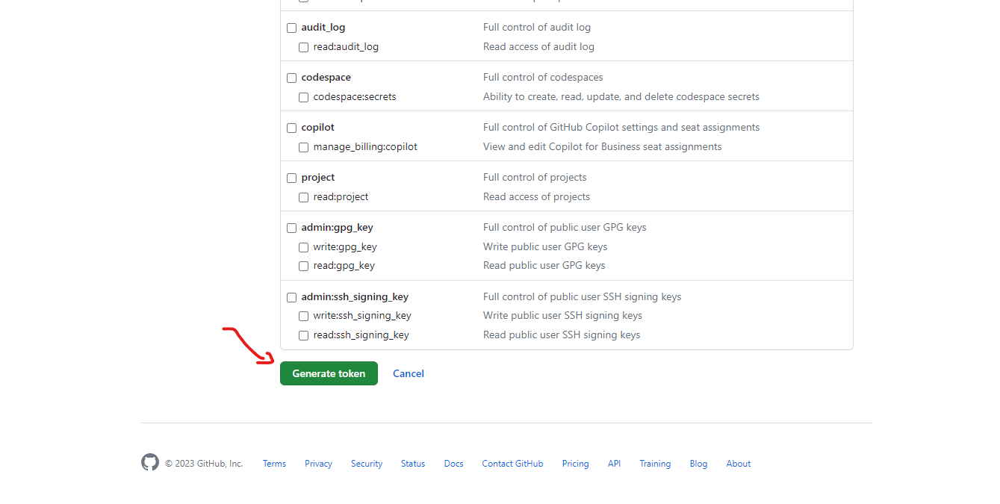 audit_log Full control of audit log
read:audit_log Read access of audit log
codespace Full control of codespaces
codespace:secrets Ability to create, read, update, and delete codespace secrets
copilot Full control of GitHub Copilot settings and seat assignments
manage_billing:copilot View and edit Copilot for Business seat assignments
project Full control of projects
read:project Read access of projects
admin:gpg_key Full control of public user GPG keys
write:gpg_key Write public user GPG keys
read:gpg_key Read public user GPG keys
admin:ssh_signing_key Full control of public user SSH signing keys
write:ssh_signing_key Write public user SSH signing keys
read:ssh_signing_key Read public user SSH signing keys
Generate token Cancel
© 2023 GitHub, Inc. Terms Privacy Security Status Docs Contact GitHub Pricing API Training Blog About